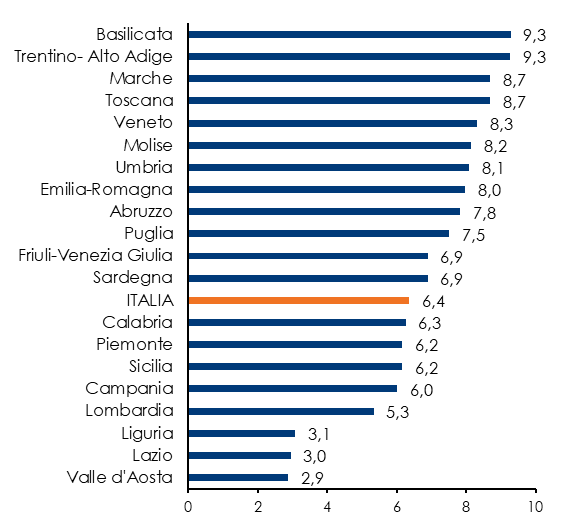 Basilicata 9,3
Trentino- Alto Adige 9,3
Marche 8,7
Toscana 8,7
Veneto 8,3
Molise 8,2
Umbria 8,1
Emilia-Romagna 8,0
Abruzzo 7,8
Puglia 7,5
Friuli-Venezia Giulia 6,9
Sardegna 6,9
ITALIA 6,4
Calabria 6,3
Piemonte 6,2
Sicilia 6,2
Campania 6,0
Lombardia 5,3
Liguria 3,1
Lazio 3,0
Valle d'Aosta 2,9
0 2 4 6 8 10